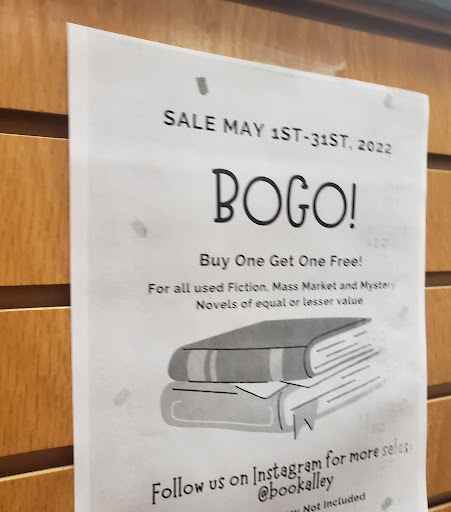 SALE MAY 1ST-31ST, 2022
BOGO!
Buy One Get One Free!
For all used Fiction, Mass Market and Mystery
Novels of equal or lesser value
Follow us on Instagram for more sales:
@bookalley
Not Included